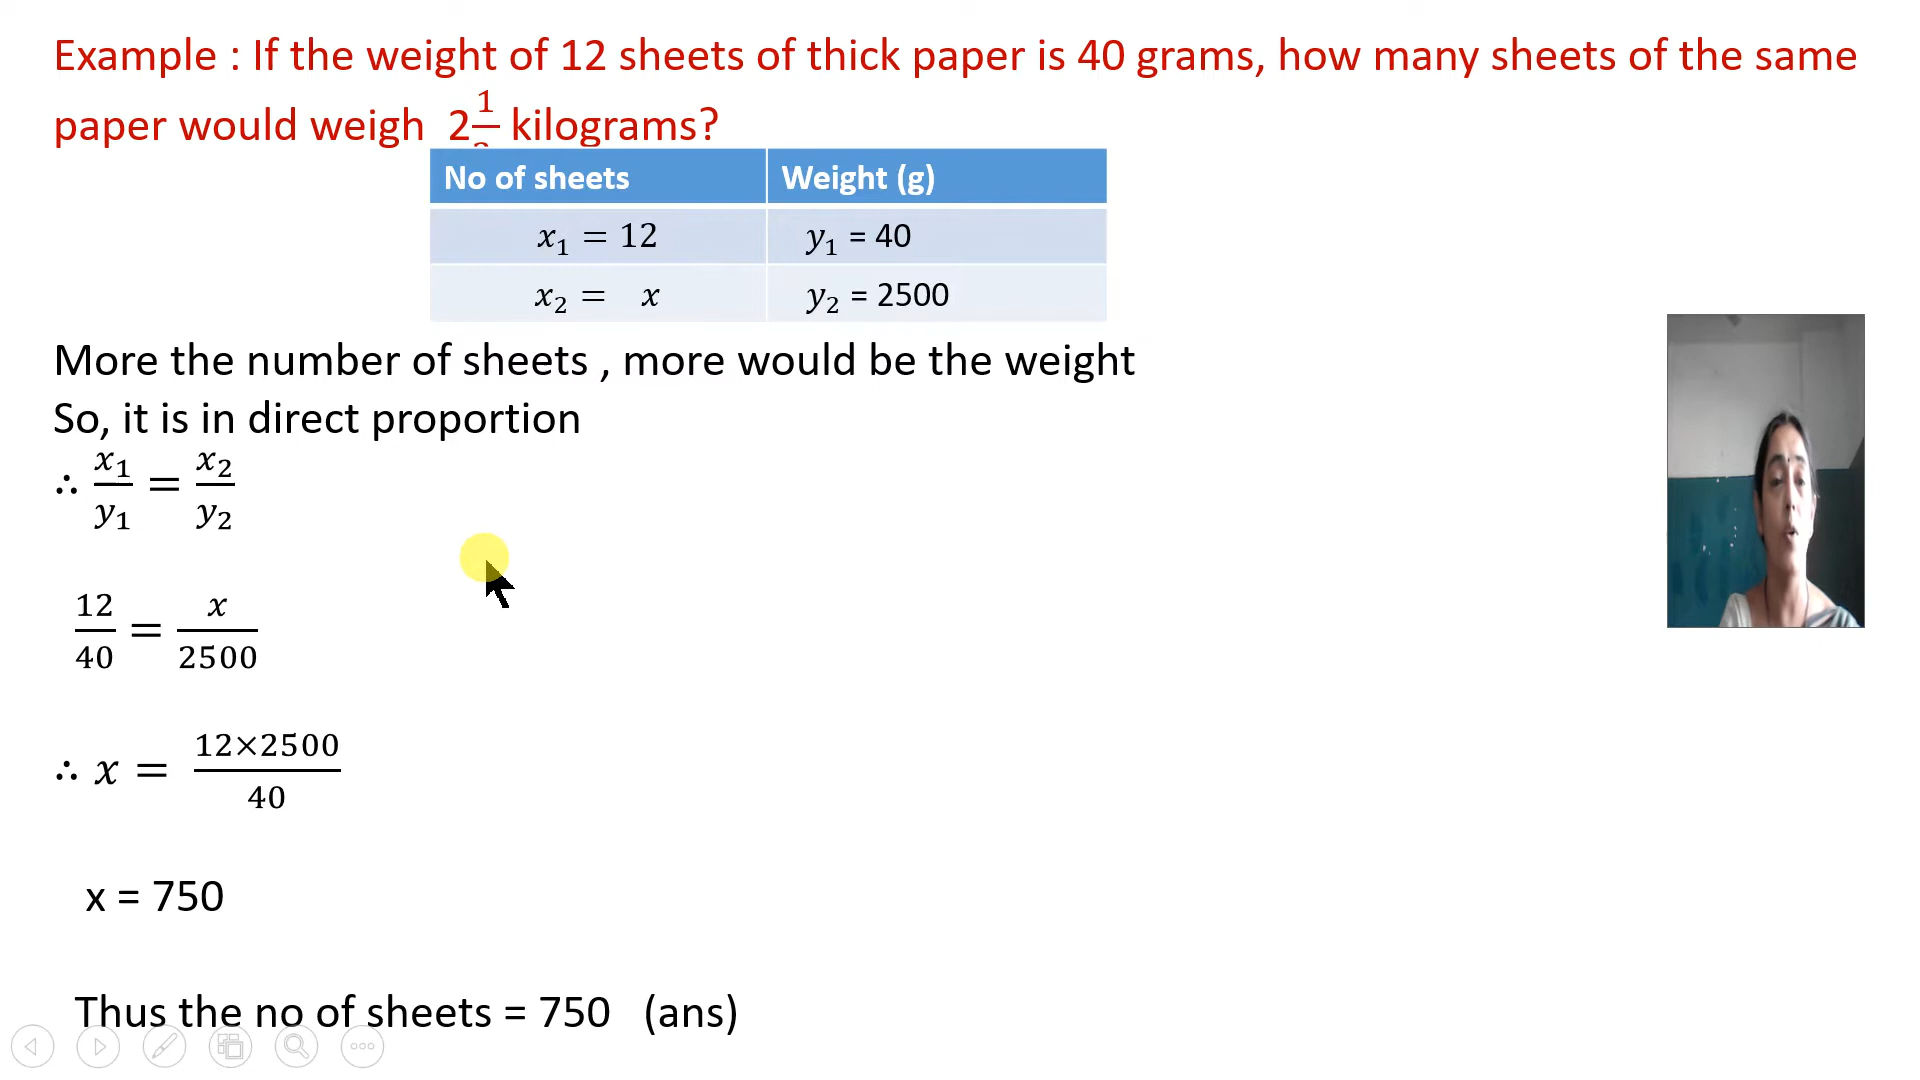 Example : If the weight of 12 sheets of thick paper is 40 grams, how many sheets of the same
paper would weigh 2 1/ kilograms?
No of sheets Weight (g)
x₁ = 12 y₁ = 40
x₂ = x y₂ = 2500
More the number of sheets , more would be the weight
So, it is in direct proportion
∴ x₁/y₁ = x₂/y₂
12/40 = x/2500
∴ x = 12×2500/40
x = 750
Thus the no of sheets = 750 (ans)